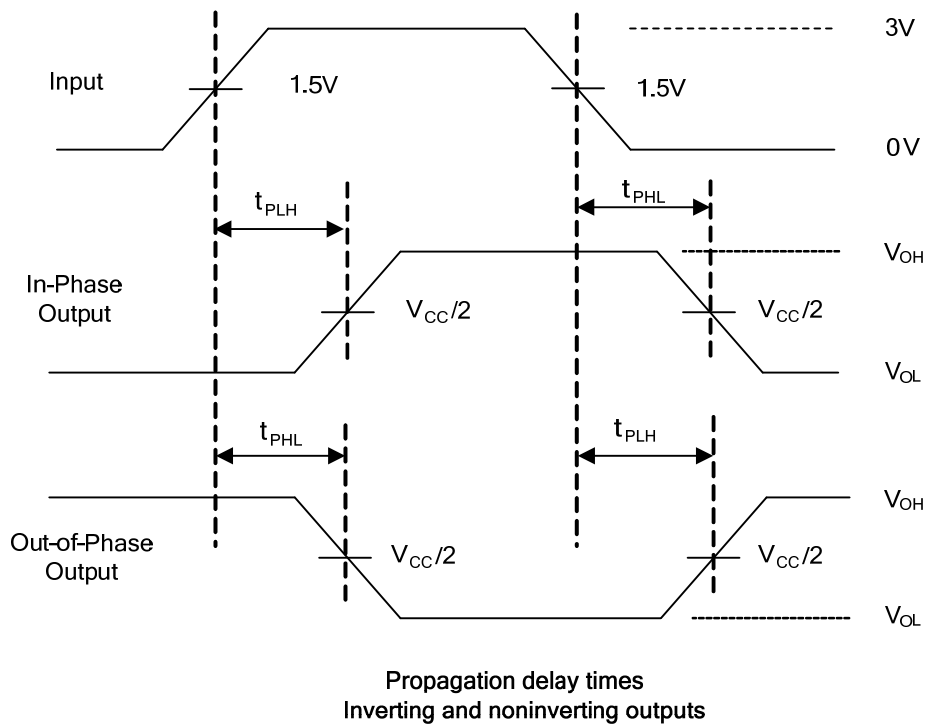 3V
Input
1.5V
1.5V
0V
tPLH
tPHL
VOH
In-Phase
Output
VCC/2
VCC/2
VOL
tPHL
tPLH
VOH
Out-of-Phase
Output
VCC/2
VCC/2
VOL
Propagation delay times
Inverting and noninverting outputs